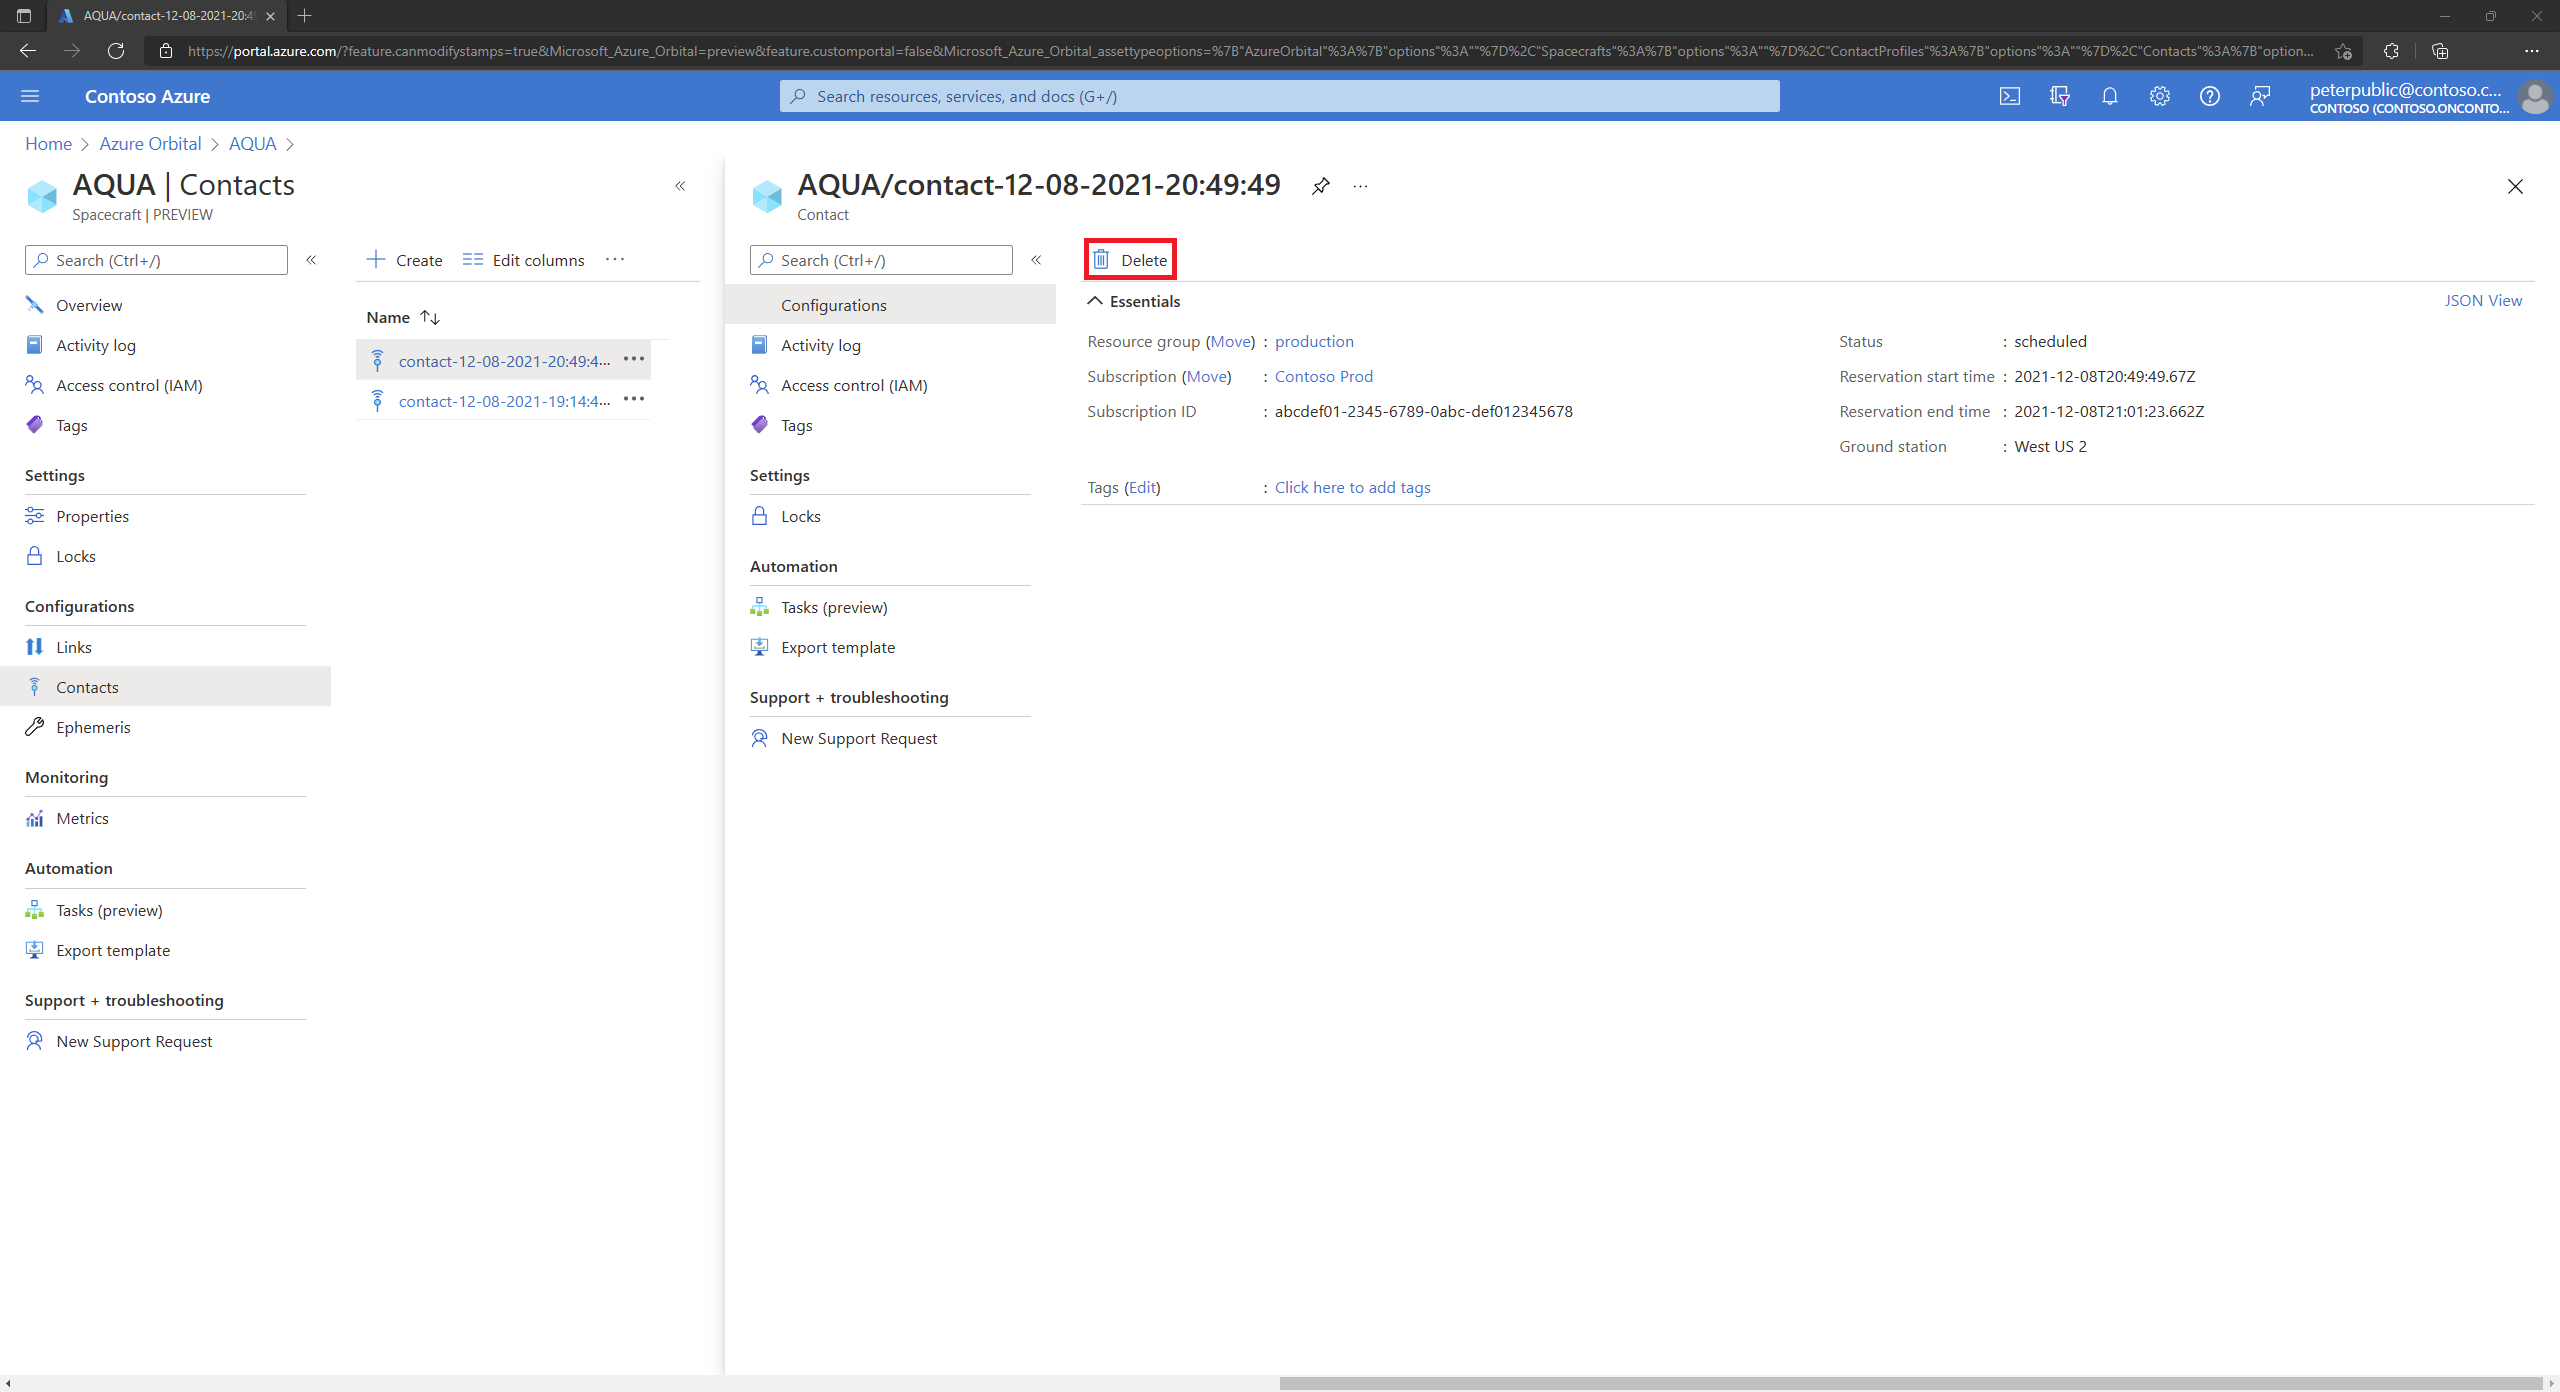 AQUA/contact-12-08-2021-20:49
https://portal.azure.com/?feature.canmodifystamps=true&Microsoft_Azure_Orbital=preview&feature.customportal=false&Microsoft_Azure_Orbital_assettypeoptions=%7B"AzureOrbital"%3A%7B"options"%3A""%7D%2C"Spacecrafts"%3A%7B"options"%3A""%7D%2C"ContactProfiles"%3A%7B"options"%3A""%7D%2C"Contacts"%3A%7B"option...
Contoso Azure
Search resources, services, and docs (G+/)
peterpublic@contoso.c...
CONTOSO (CONTOSO.ONCONTO...
Home > Azure Orbital > AQUA >
AQUA | Contacts
Spacecraft | PREVIEW
Search (Ctrl+/)
Overview
Activity log
Access control (IAM)
Tags
Settings
Properties
Locks
Configurations
Links
Contacts
Ephemeris
Monitoring
Metrics
Automation
Tasks (preview)
Export template
Support + troubleshooting
New Support Request
Create
Edit columns
...
Name
contact-12-08-2021-20:49:4...
contact-12-08-2021-19:14:4...
AQUA/contact-12-08-2021-20:49:49
...
Contact
Search (Ctrl+/)
Configurations
Activity log
Access control (IAM)
Tags
Settings
Locks
Automation
Tasks (preview)
Export template
Support + troubleshooting
New Support Request
Delete
Essentials
JSON View
Resource group (Move) : production
Subscription (Move) : Contoso Prod
Subscription ID : abcdef01-2345-6789-0abc-def012345678
Status : scheduled
Reservation start time : 2021-12-08T20:49:49.67Z
Reservation end time : 2021-12-08T21:01:23.662Z
Ground station : West US 2
Tags (Edit) : Click here to add tags